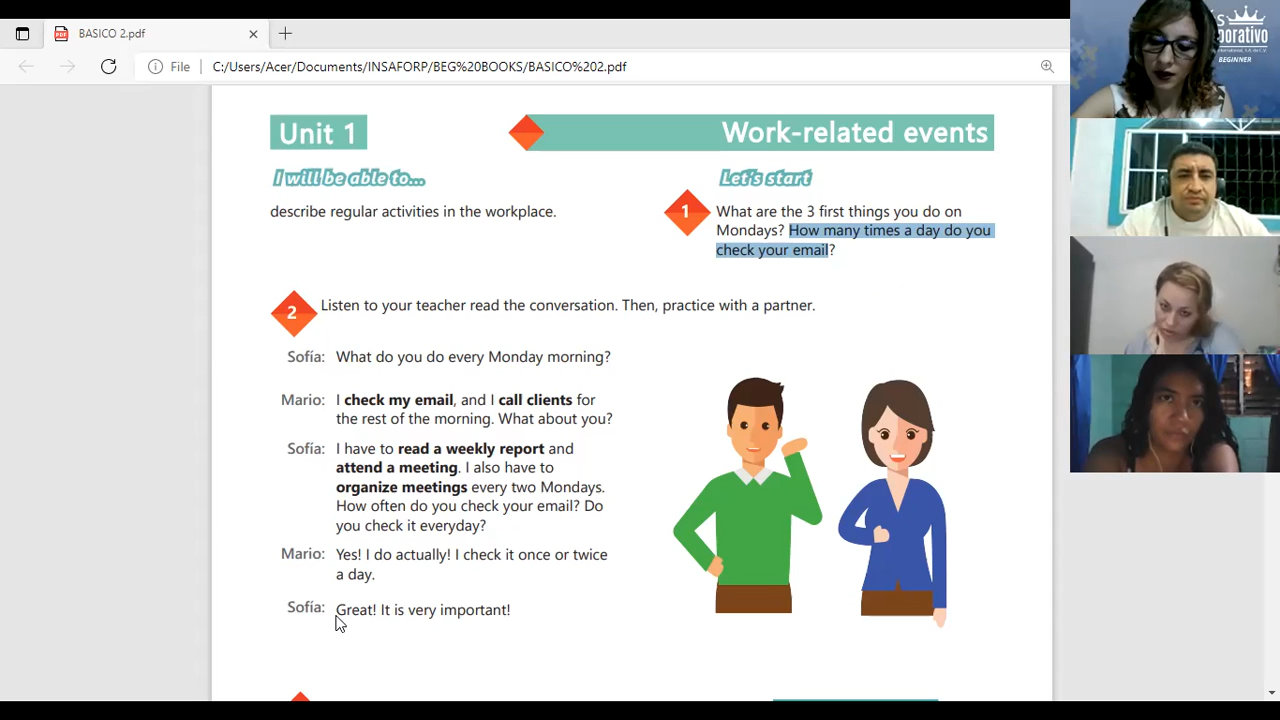 BASICO 2.pdf
File
C:/Users/Acer/Documents/INSAFORP/BEG%20BOOKS/BASICO%202.pdf
BEGINNER
Unit 1
Work-related events
I will be able to...
describe regular activities in the workplace.
Let's start
1
What are the 3 first things you do on
Mondays? How many times a day do you
check your email?
2
Listen to your teacher read the conversation. Then, practice with a partner.
Sofía: What do you do every Monday morning?
Mario: I check my email, and I call clients for
the rest of the morning. What about you?
Sofía: I have to read a weekly report and
attend a meeting. I also have to
organize meetings every two Mondays.
How often do you check your email? Do
you check it everyday?
Mario: Yes! I do actually! I check it once or twice
a day.
Sofía: Great! It is very important!